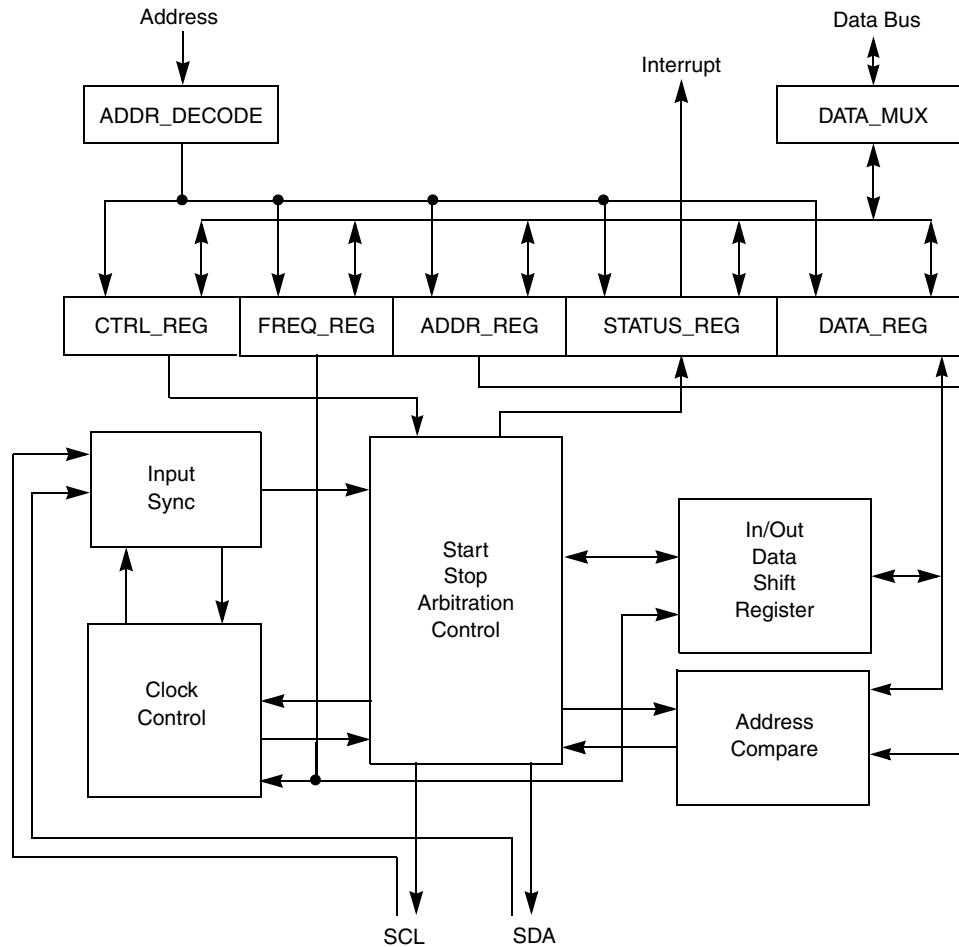 Address
Data Bus
Interrupt
ADDR_DECODE
DATA_MUX
CTRL_REG
FREQ_REG
ADDR_REG
STATUS_REG
DATA_REG
Input
Sync
Start
Stop
Arbitration
Control
In/Out
Data
Shift
Register
Clock
Control
Address
Compare
SCL
SDA